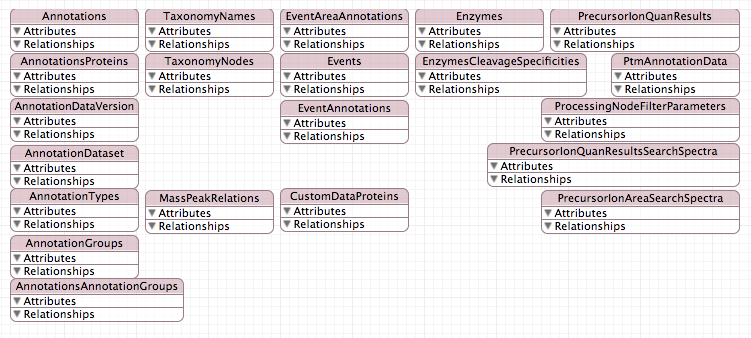 Annotations
Attributes
Relationships
TaxonomyNames
Attributes
Relationships
EventAreaAnnotations
Attributes
Relationships
Enzymes
Attributes
Relationships
PrecursorIonQuanResults
Attributes
Relationships
AnnotationsProteins
Attributes
Relationships
TaxonomyNodes
Attributes
Relationships
Events
Attributes
Relationships
EnzymesCleavageSpecificities
Attributes
Relationships
PtmAnnotationData
Attributes
Relationships
AnnotationDataVersion
Attributes
Relationships
EventAnnotations
Attributes
Relationships
ProcessingNodeFilterParameters
Attributes
Relationships
AnnotationDataset
Attributes
Relationships
PrecursorIonQuanResultsSearchSpectra
Attributes
Relationships
AnnotationTypes
Attributes
Relationships
MassPeakRelations
Attributes
Relationships
CustomDataProteins
Attributes
Relationships
PrecursorIonAreaSearchSpectra
Attributes
Relationships
AnnotationGroups
Attributes
Relationships
AnnotationsAnnotationGroups
Attributes
Relationships